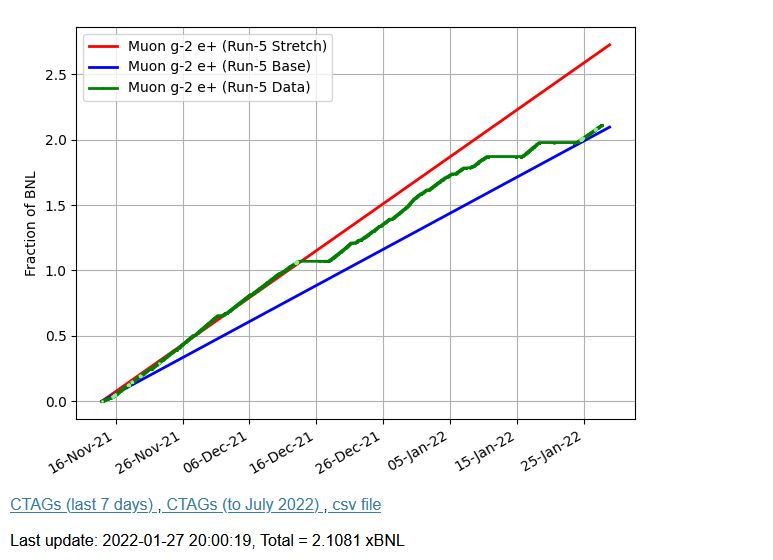 Muon g-2 e+ (Run-5 Stretch)
Muon g-2 e+ (Run-5 Base)
Muon g-2 e+ (Run-5 Data)
2.5
2.0
1.5
1.0
0.5
0.0
Fraction of BNL
16-Nov-21
26-Nov-21
06-Dec-21
16-Dec-21
26-Dec-21
05-Jan-22
15-Jan-22
25-Jan-22
CTAGs (last 7 days) , CTAGs (to July 2022) , csv file
Last update: 2022-01-27 20:00:19, Total = 2.1081 xBNL